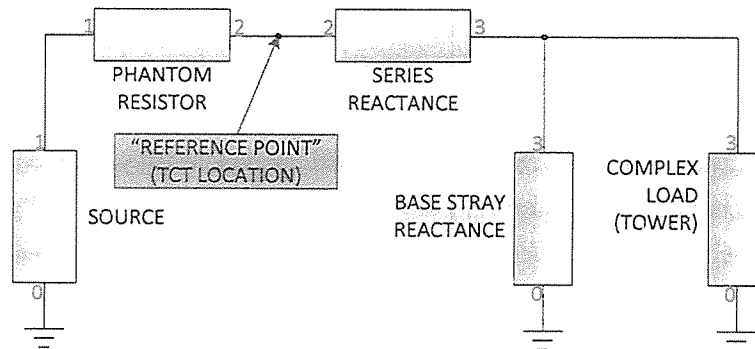 1
2
2
3
PHANTOM
RESISTOR
SERIES
REACTANCE
"REFERENCE POINT"
(TCT LOCATION)
1
3
3
SOURCE
BASE STRAY
REACTANCE
COMPLEX
LOAD
(TOWER)
0
0
0